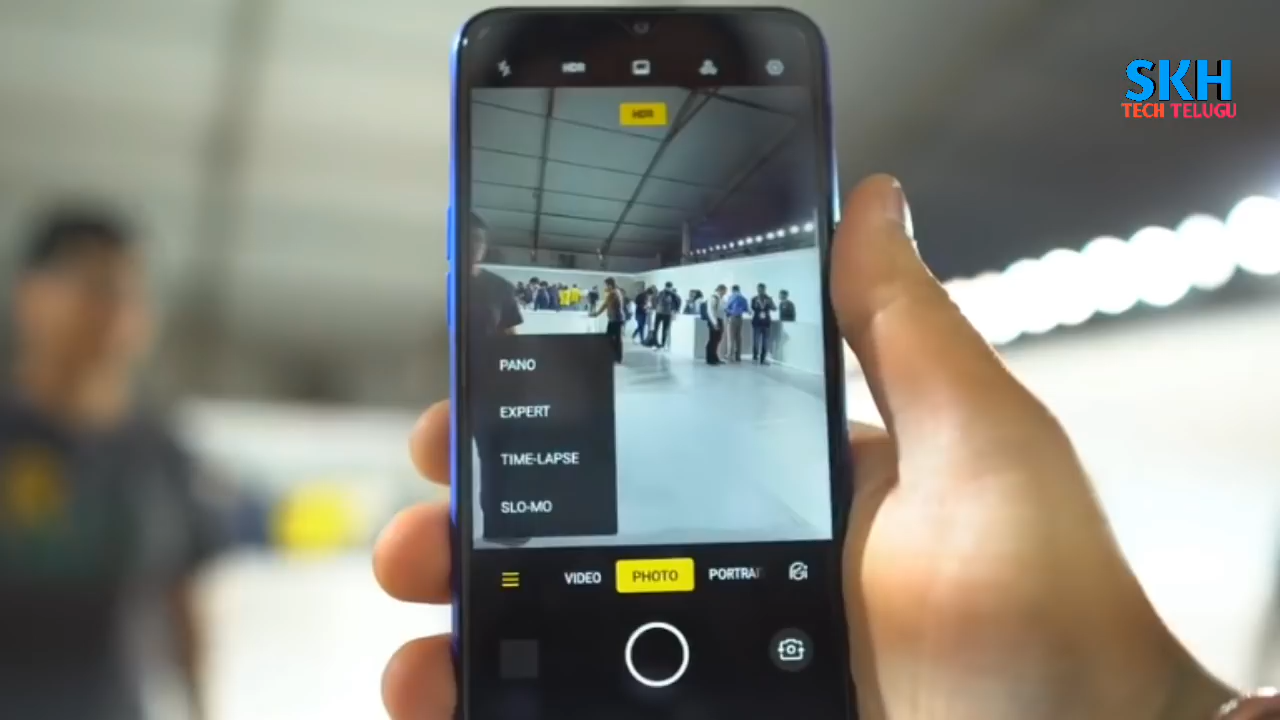 SKH
TECH TELUGU
HDR
HDR
PANO
EXPERT
TIME-LAPSE
SLO-MO
VIDEO
PHOTO
PORTRAI